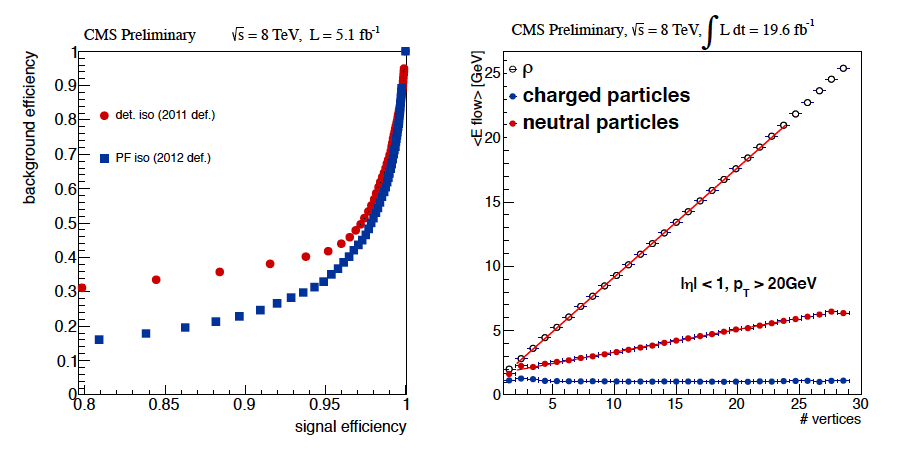 CMS Preliminary √s = 8 TeV, L = 5.1 fb⁻¹
background efficiency
1
0.9
0.8
0.7
0.6
0.5
0.4
0.3
0.2
0.1
0
det. iso (2011 def.)
PF iso (2012 def.)
0.8 0.85 0.9 0.95 1
signal efficiency
CMS Preliminary, √s = 8 TeV, ∫ L dt = 19.6 fb⁻¹
<E flow> [GeV]
25
20
15
10
5
0
ρ
charged particles
neutral particles
|η| < 1, p_T > 20GeV
5 10 15 20 25 30
# vertices